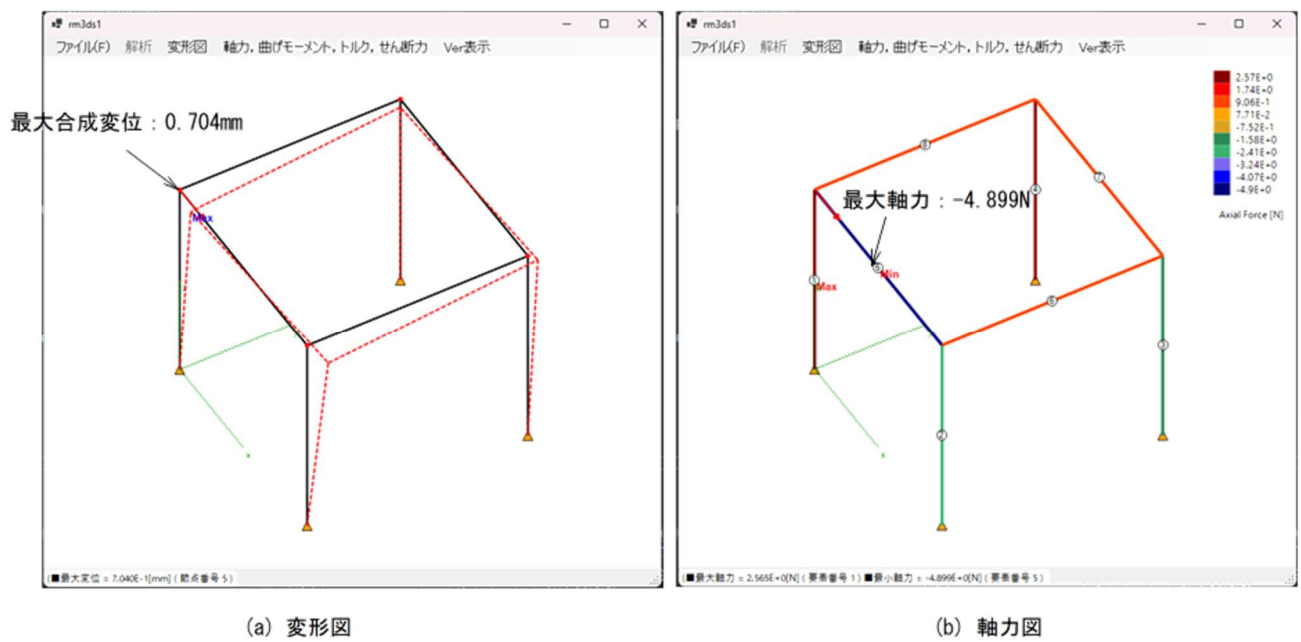 rm3ds1
ファイル(F) 解析 変形図 軸力，曲げモーメント，トルク，せん断力 Ver表示
最大合成変位：0.704mm
Max
x
(■最大変位 = 7.040E-1[mm] ( 節点番号 5 )
(a) 変形図
rm3ds1
ファイル(F) 解析 変形図 軸力，曲げモーメント，トルク，せん断力 Ver表示
2.57E+0
1.74E+0
9.06E-1
7.71E-2
-7.52E-1
-1.58E+0
-2.41E+0
-3.24E+0
-4.07E+0
-4.9E+0
Axial Force [N]
⑧
⑦
④
最大軸力：-4.899N
⑤
Min
①
Max
⑥
③
②
x
(■最大軸力 = 2.565E+0[N] ( 要素番号 1 ) ■最小軸力 = -4.899E+0[N] ( 要素番号 5 )
(b) 軸力図